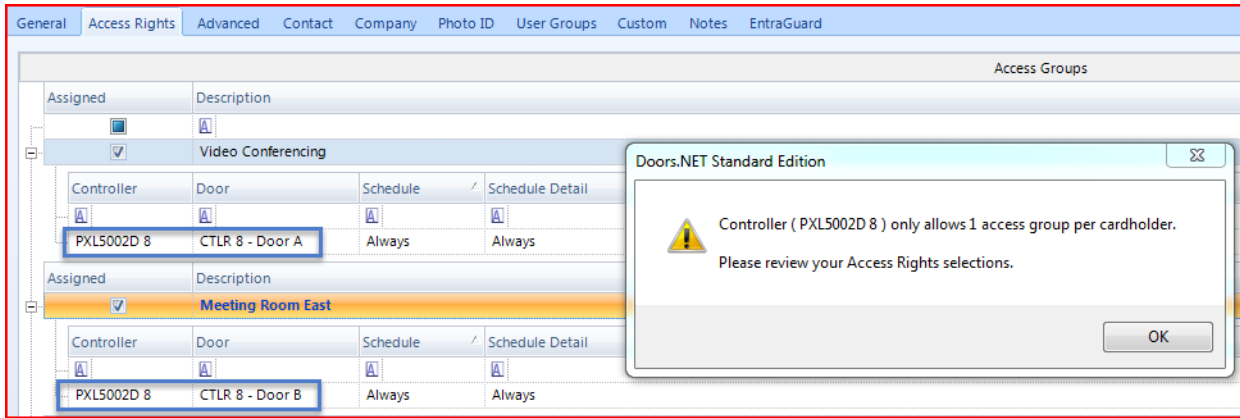 General Access Rights Advanced Contact Company Photo ID User Groups Custom Notes EntraGuard
Access Groups
Assigned Description
A
Video Conferencing
Controller Door Schedule Schedule Detail
A A A A
PXL5002D 8 CTLR 8 - Door A Always Always
Assigned Description
Meeting Room East
Controller Door Schedule Schedule Detail
A A A A
PXL5002D 8 CTLR 8 - Door B Always Always
Doors.NET Standard Edition
Controller ( PXL5002D 8 ) only allows 1 access group per cardholder.
Please review your Access Rights selections.
OK